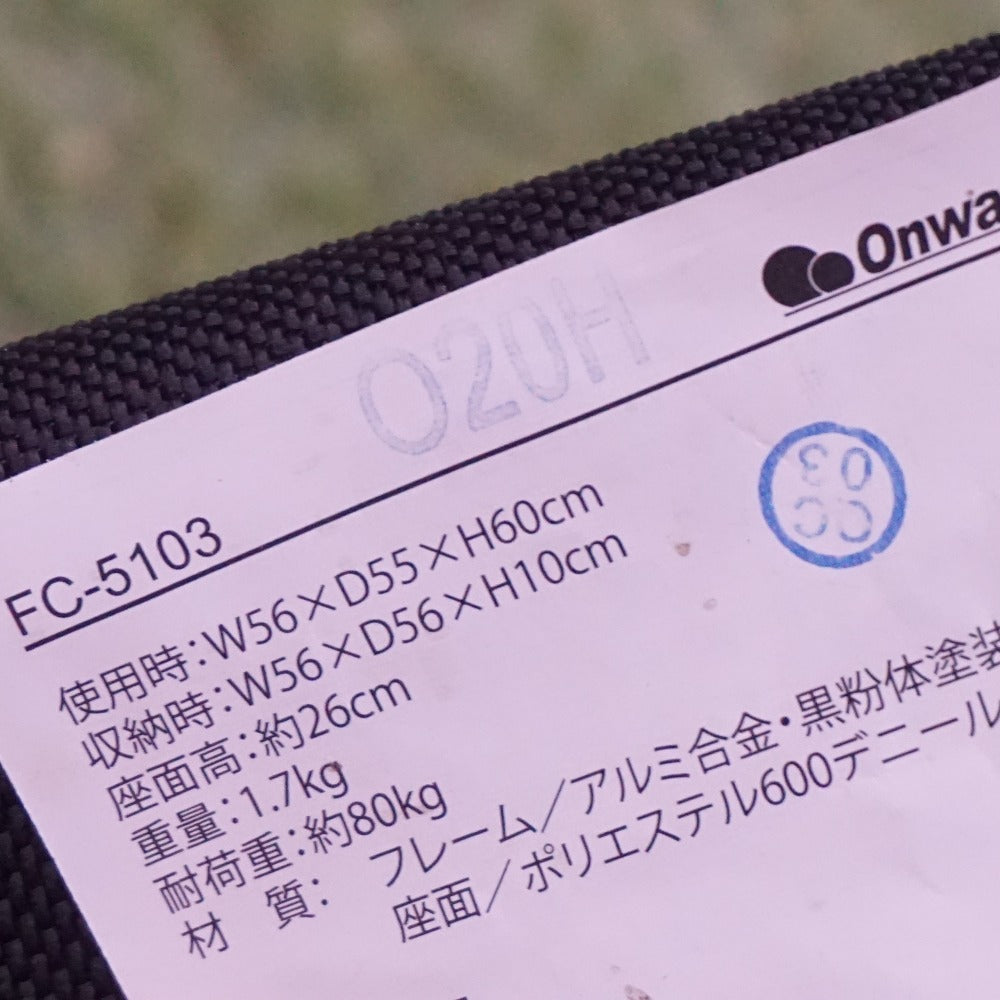 Onwa
O20H
FC-5103
03
CC
使用時：W56×D55×H60cm
収納時：W56×D56×H10cm
座面高：約26cm
重量：1.7kg
耐荷重：約80kg
材　質：フレーム／アルミ合金・黒粉体塗装
座面／ポリエステル600デニール